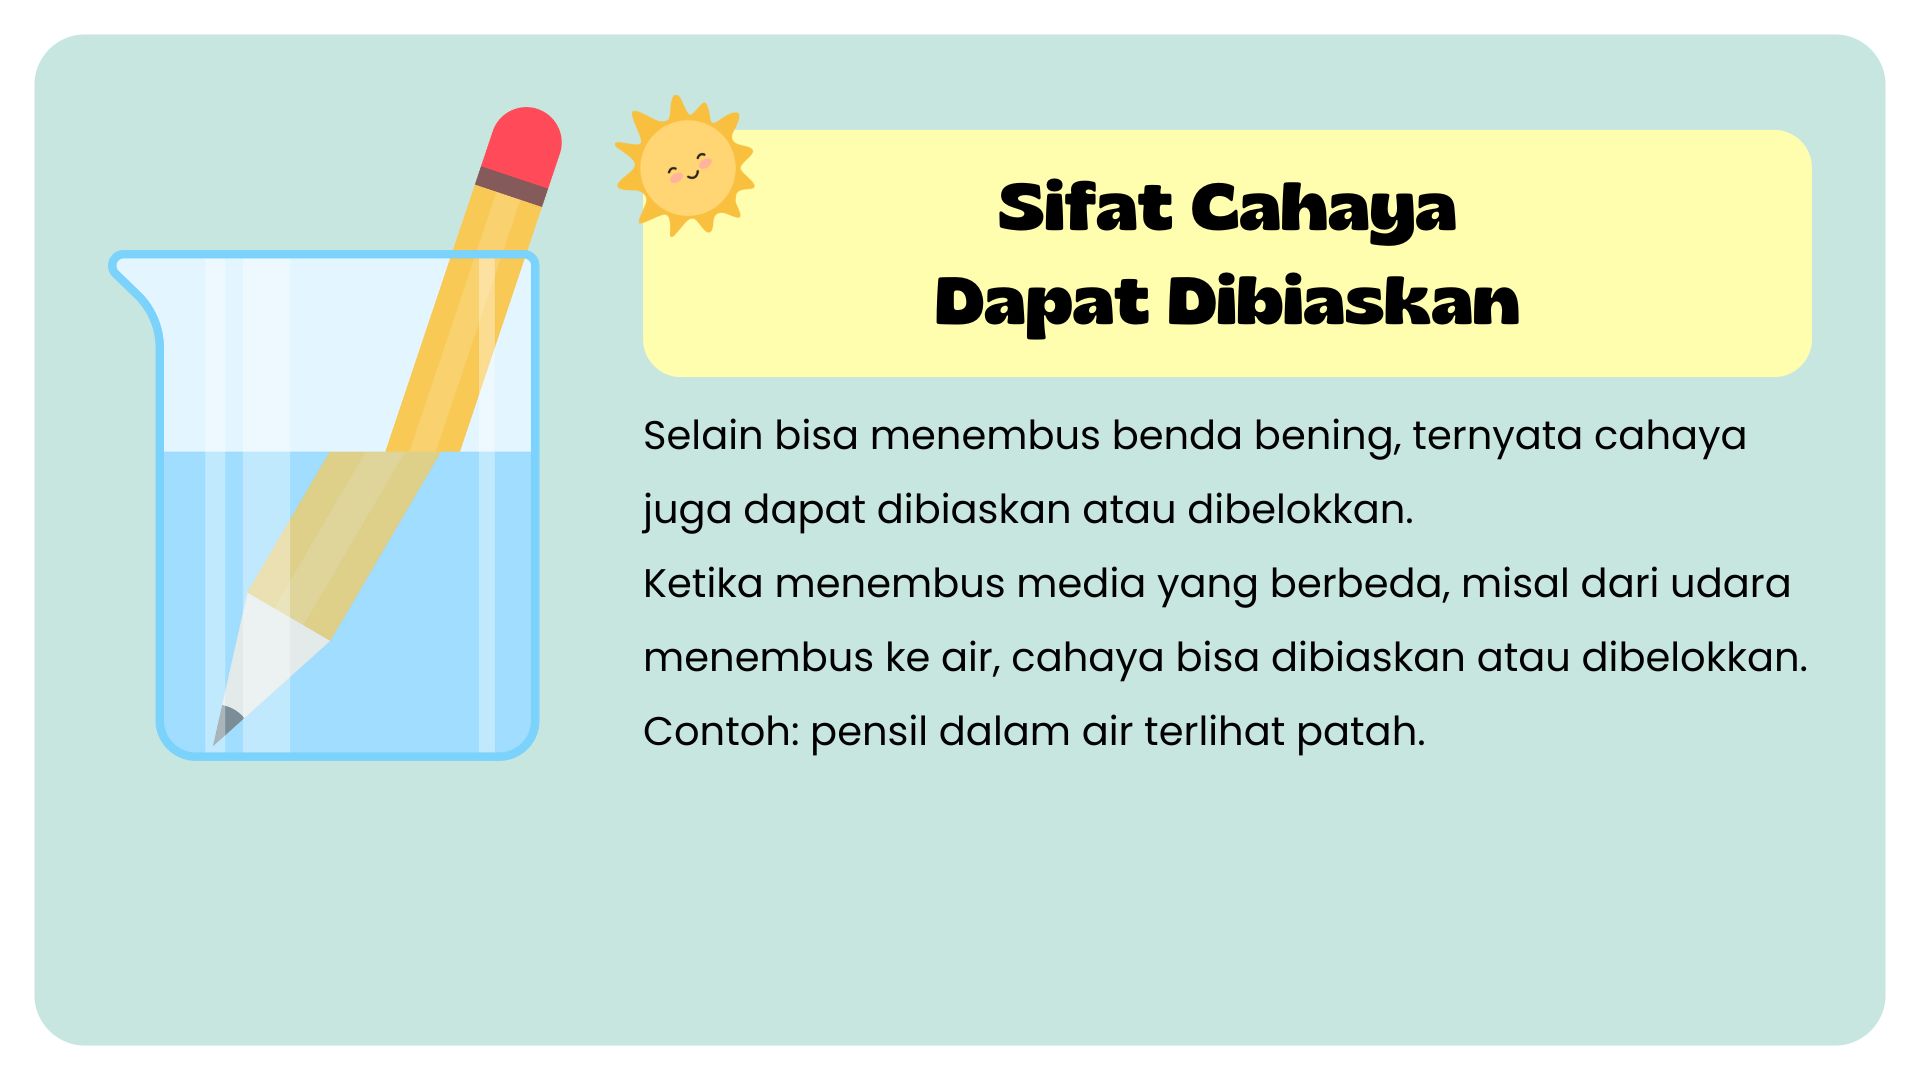 Sifat Cahaya
Dapat Dibiaskan
Selain bisa menembus benda bening, ternyata cahaya
juga dapat dibiaskan atau dibelokkan.
Ketika menembus media yang berbeda, misal dari udara
menembus ke air, cahaya bisa dibiaskan atau dibelokkan.
Contoh: pensil dalam air terlihat patah.